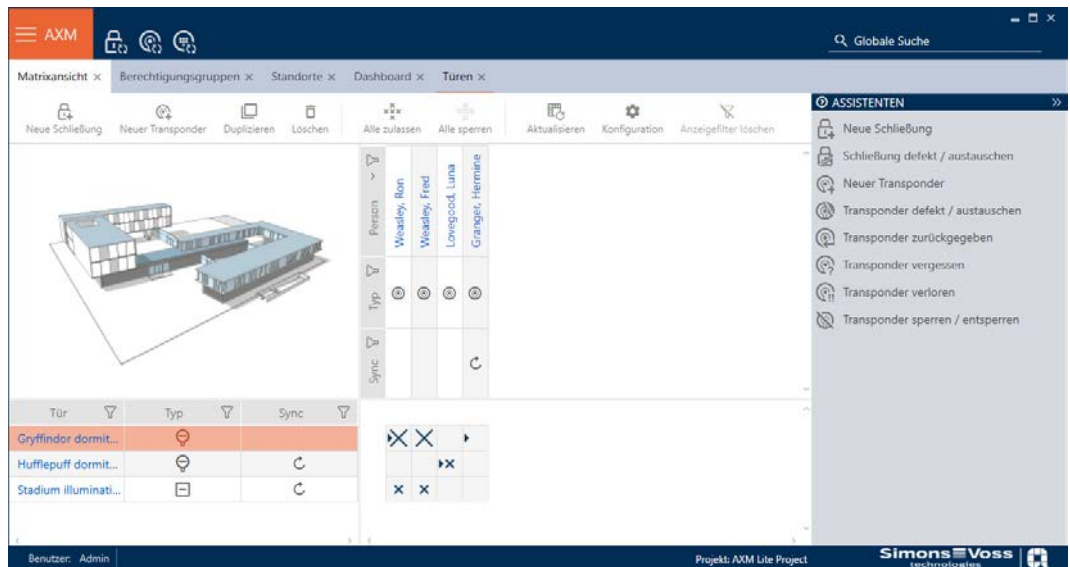 AXM
Globale Suche
Matrixansicht × Berechtigungsgruppen × Standorte × Dashboard × Türen ×
Neue Schließung Neuer Transponder Duplizieren Löschen Alle zulassen Alle sperren Aktualisieren Konfiguration Anzeigefilter löschen
ASSISTENTEN
Neue Schließung
Schließung defekt / austauschen
Neuer Transponder
Transponder defekt / austauschen
Transponder zurückgegeben
Transponder vergessen
Transponder verloren
Transponder sperren / entsperren
Person
Weasley, Ron
Weasley, Fred
Lovegood, Luna
Granger, Hermine
Typ
Sync
Tür Typ Sync
Gryffindor dormit...
Hufflepuff dormit...
Stadium illuminati...
Benutzer: Admin
Projekt: AXM Lite Project
Simons Voss
technologies